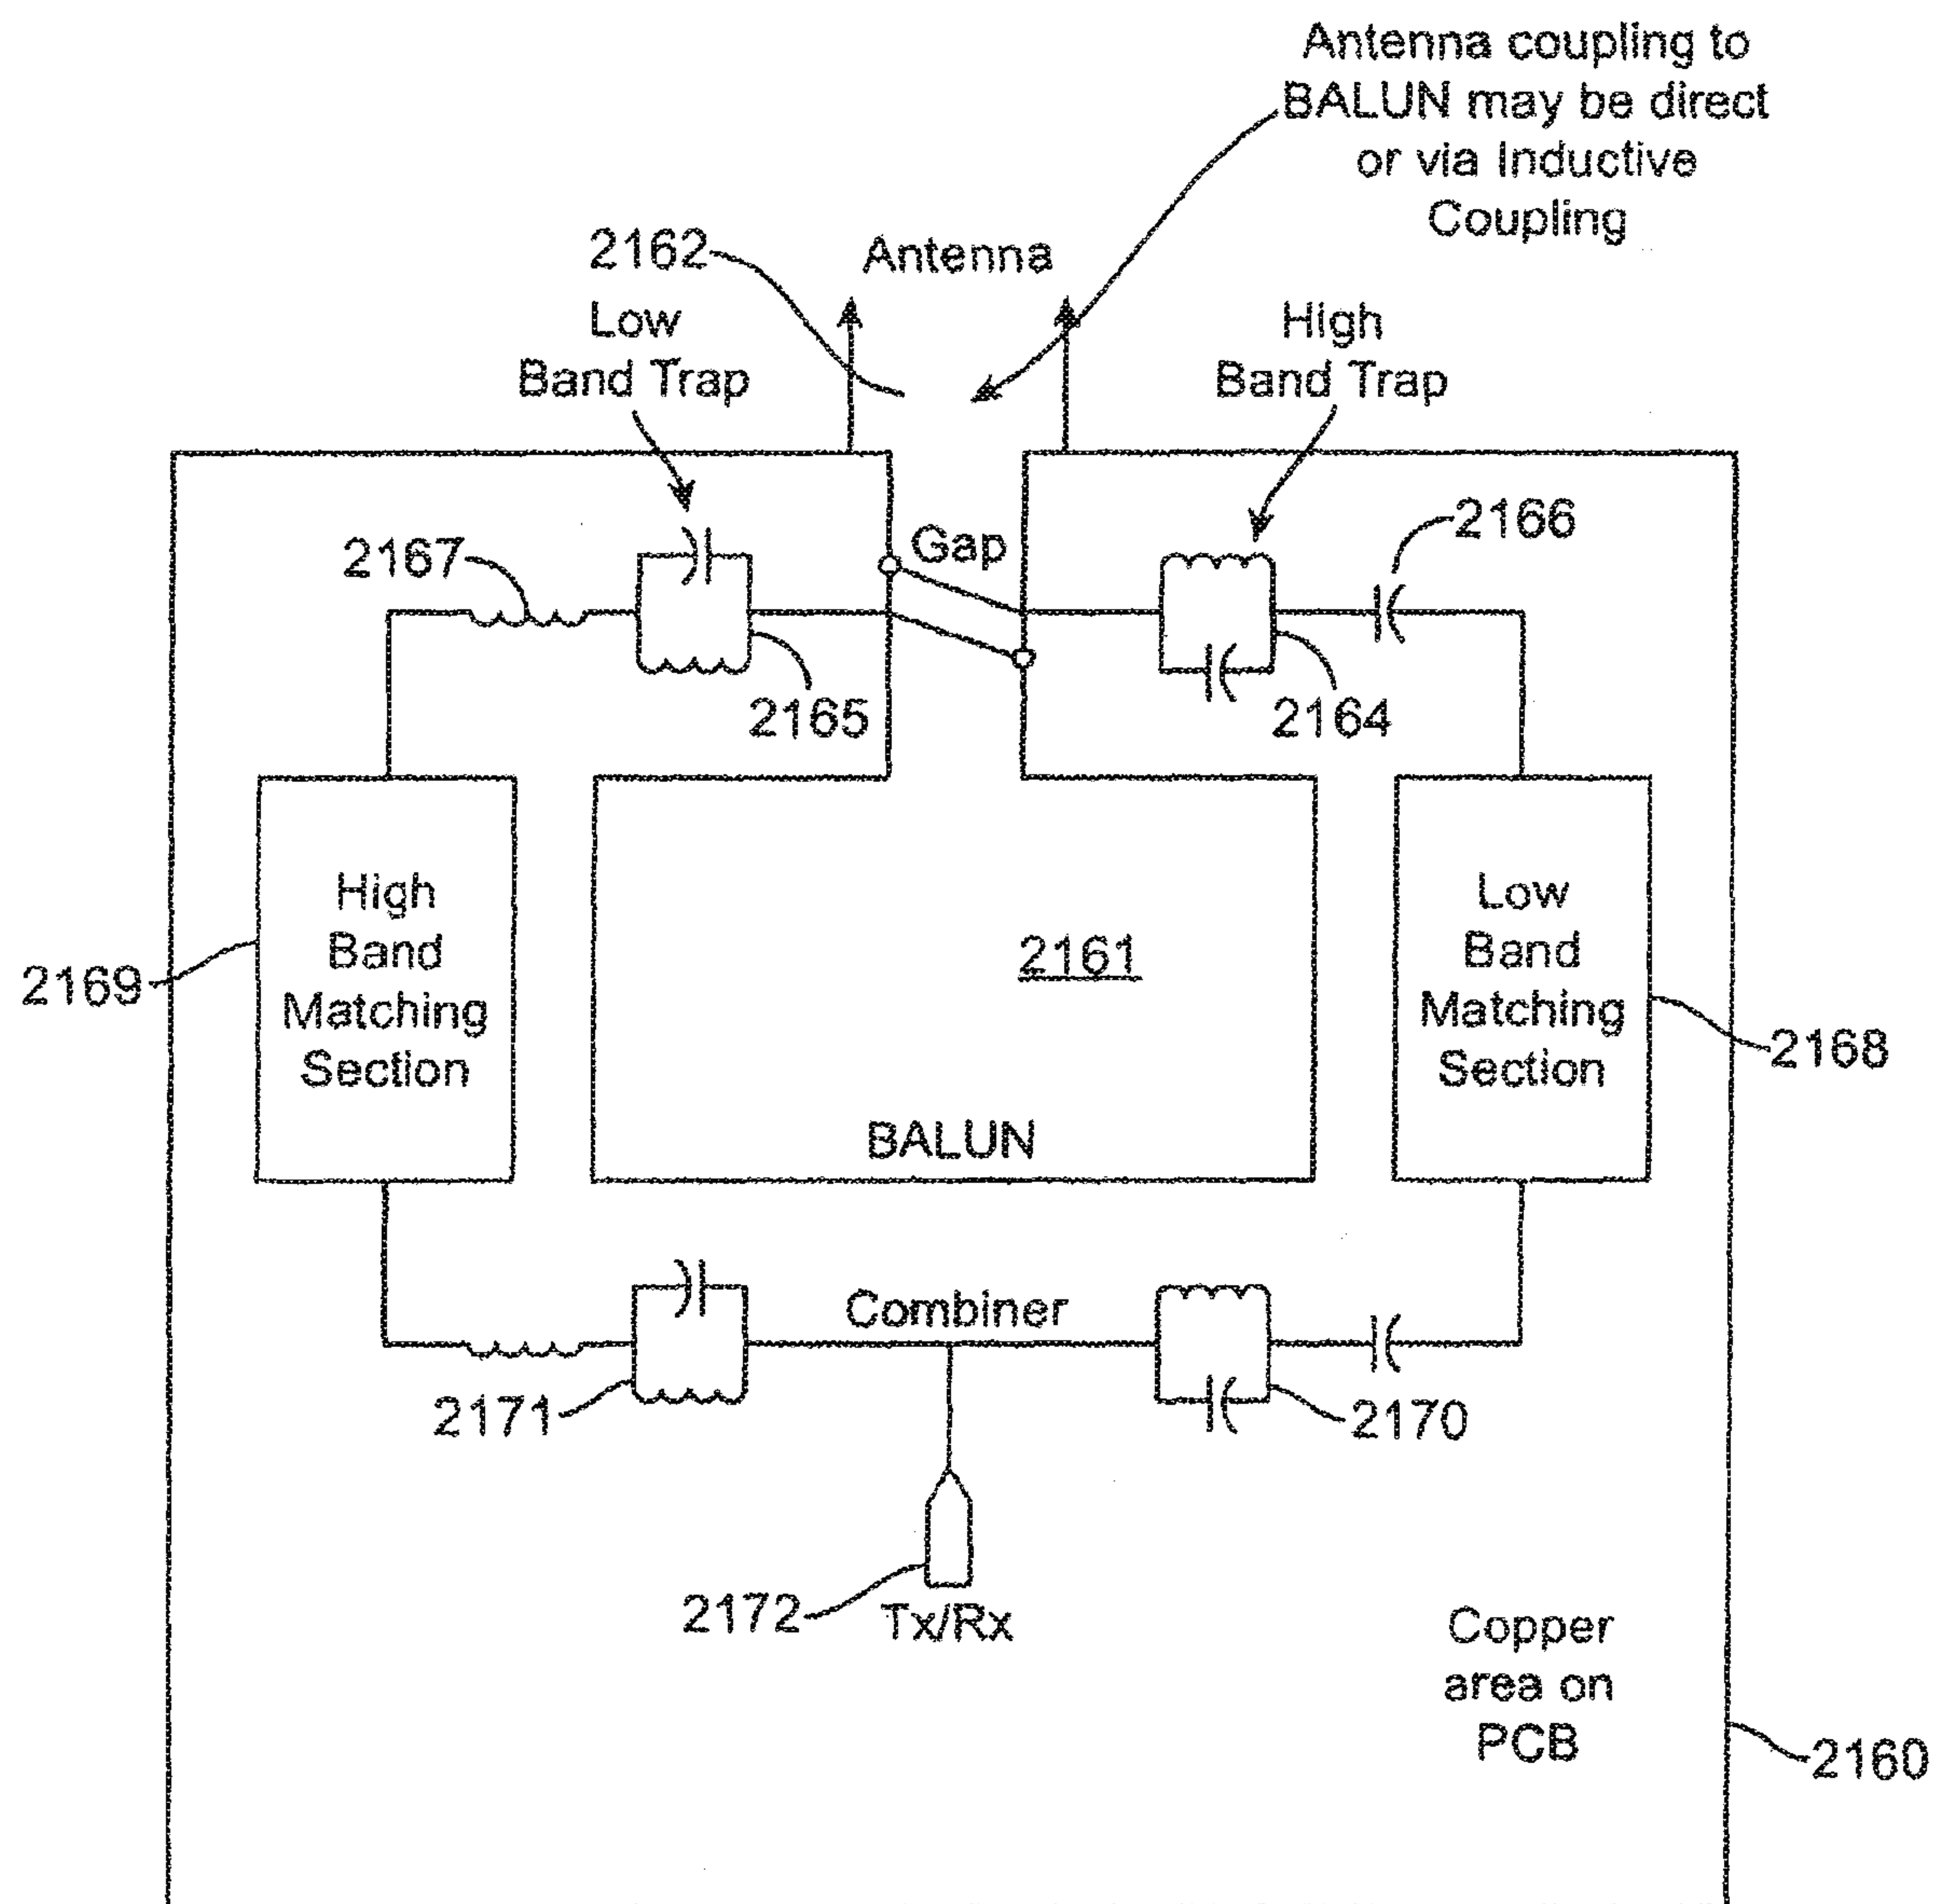 Antenna coupling to
BALUN may be direct
or via Inductive
Coupling
2162
Antenna
Low
Band Trap
High
Band Trap
2166
Gap
2167
2165
2164
High
Band
Matching
Section
2169
2161
BALUN
Low
Band
Matching
Section
2168
Combiner
2171
2170
2172
Tx/Rx
Copper
area on
PCB
2160